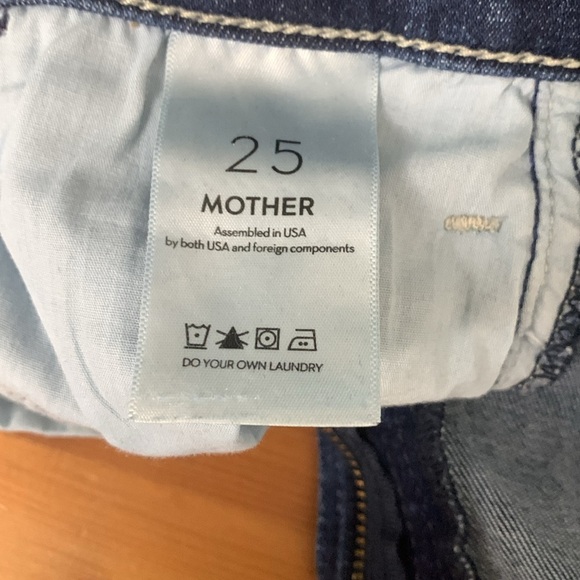 25
MOTHER
Assembled in USA
by both USA and foreign components
DO YOUR OWN LAUNDRY